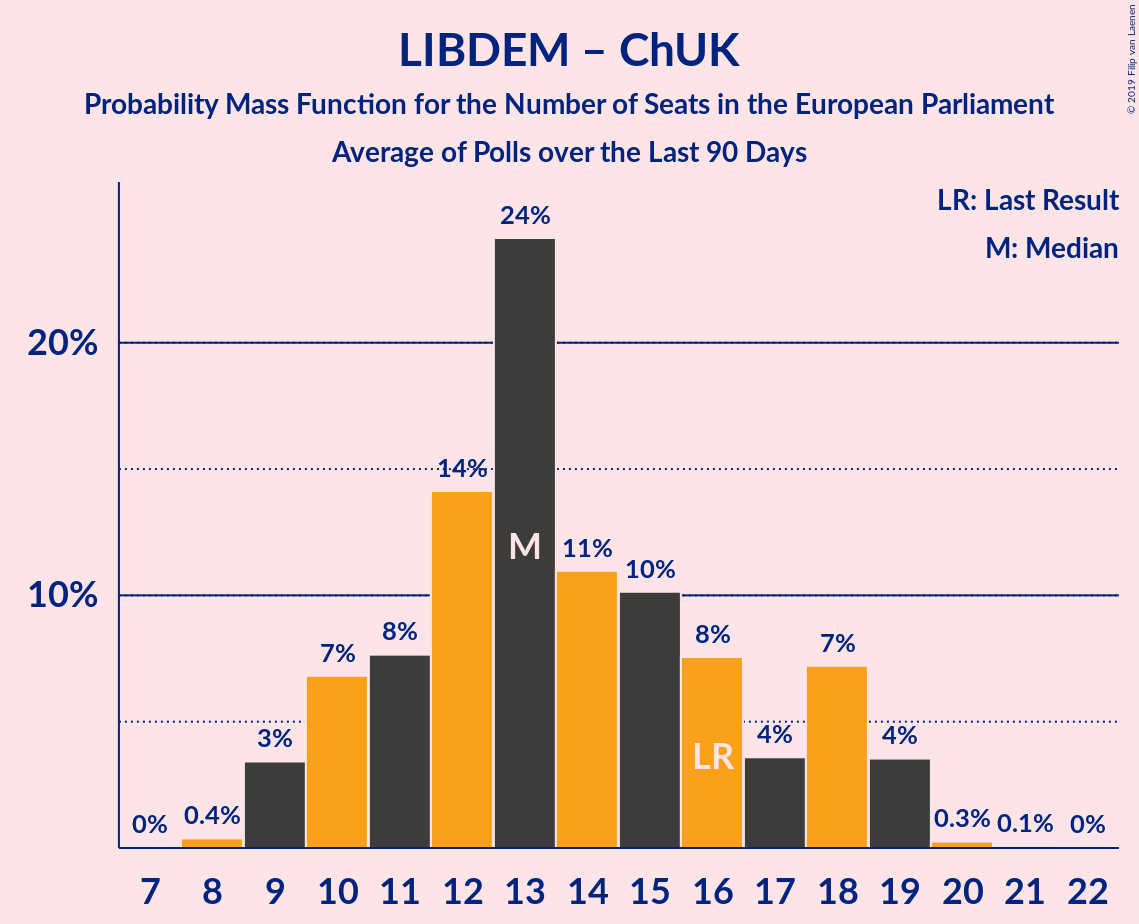 LIBDEM – ChUK
Probability Mass Function for the Number of Seats in the European Parliament
Average of Polls over the Last 90 Days
© 2019 Filip van Laenen
LR: Last Result
M: Median
24%
20%
14%
M
11%
10%
10%
8%
8%
7%
7%
3%
LR
4%
4%
0%
0.4%
0.3%
0.1%
0%
7 8 9 10 11 12 13 14 15 16 17 18 19 20 21 22